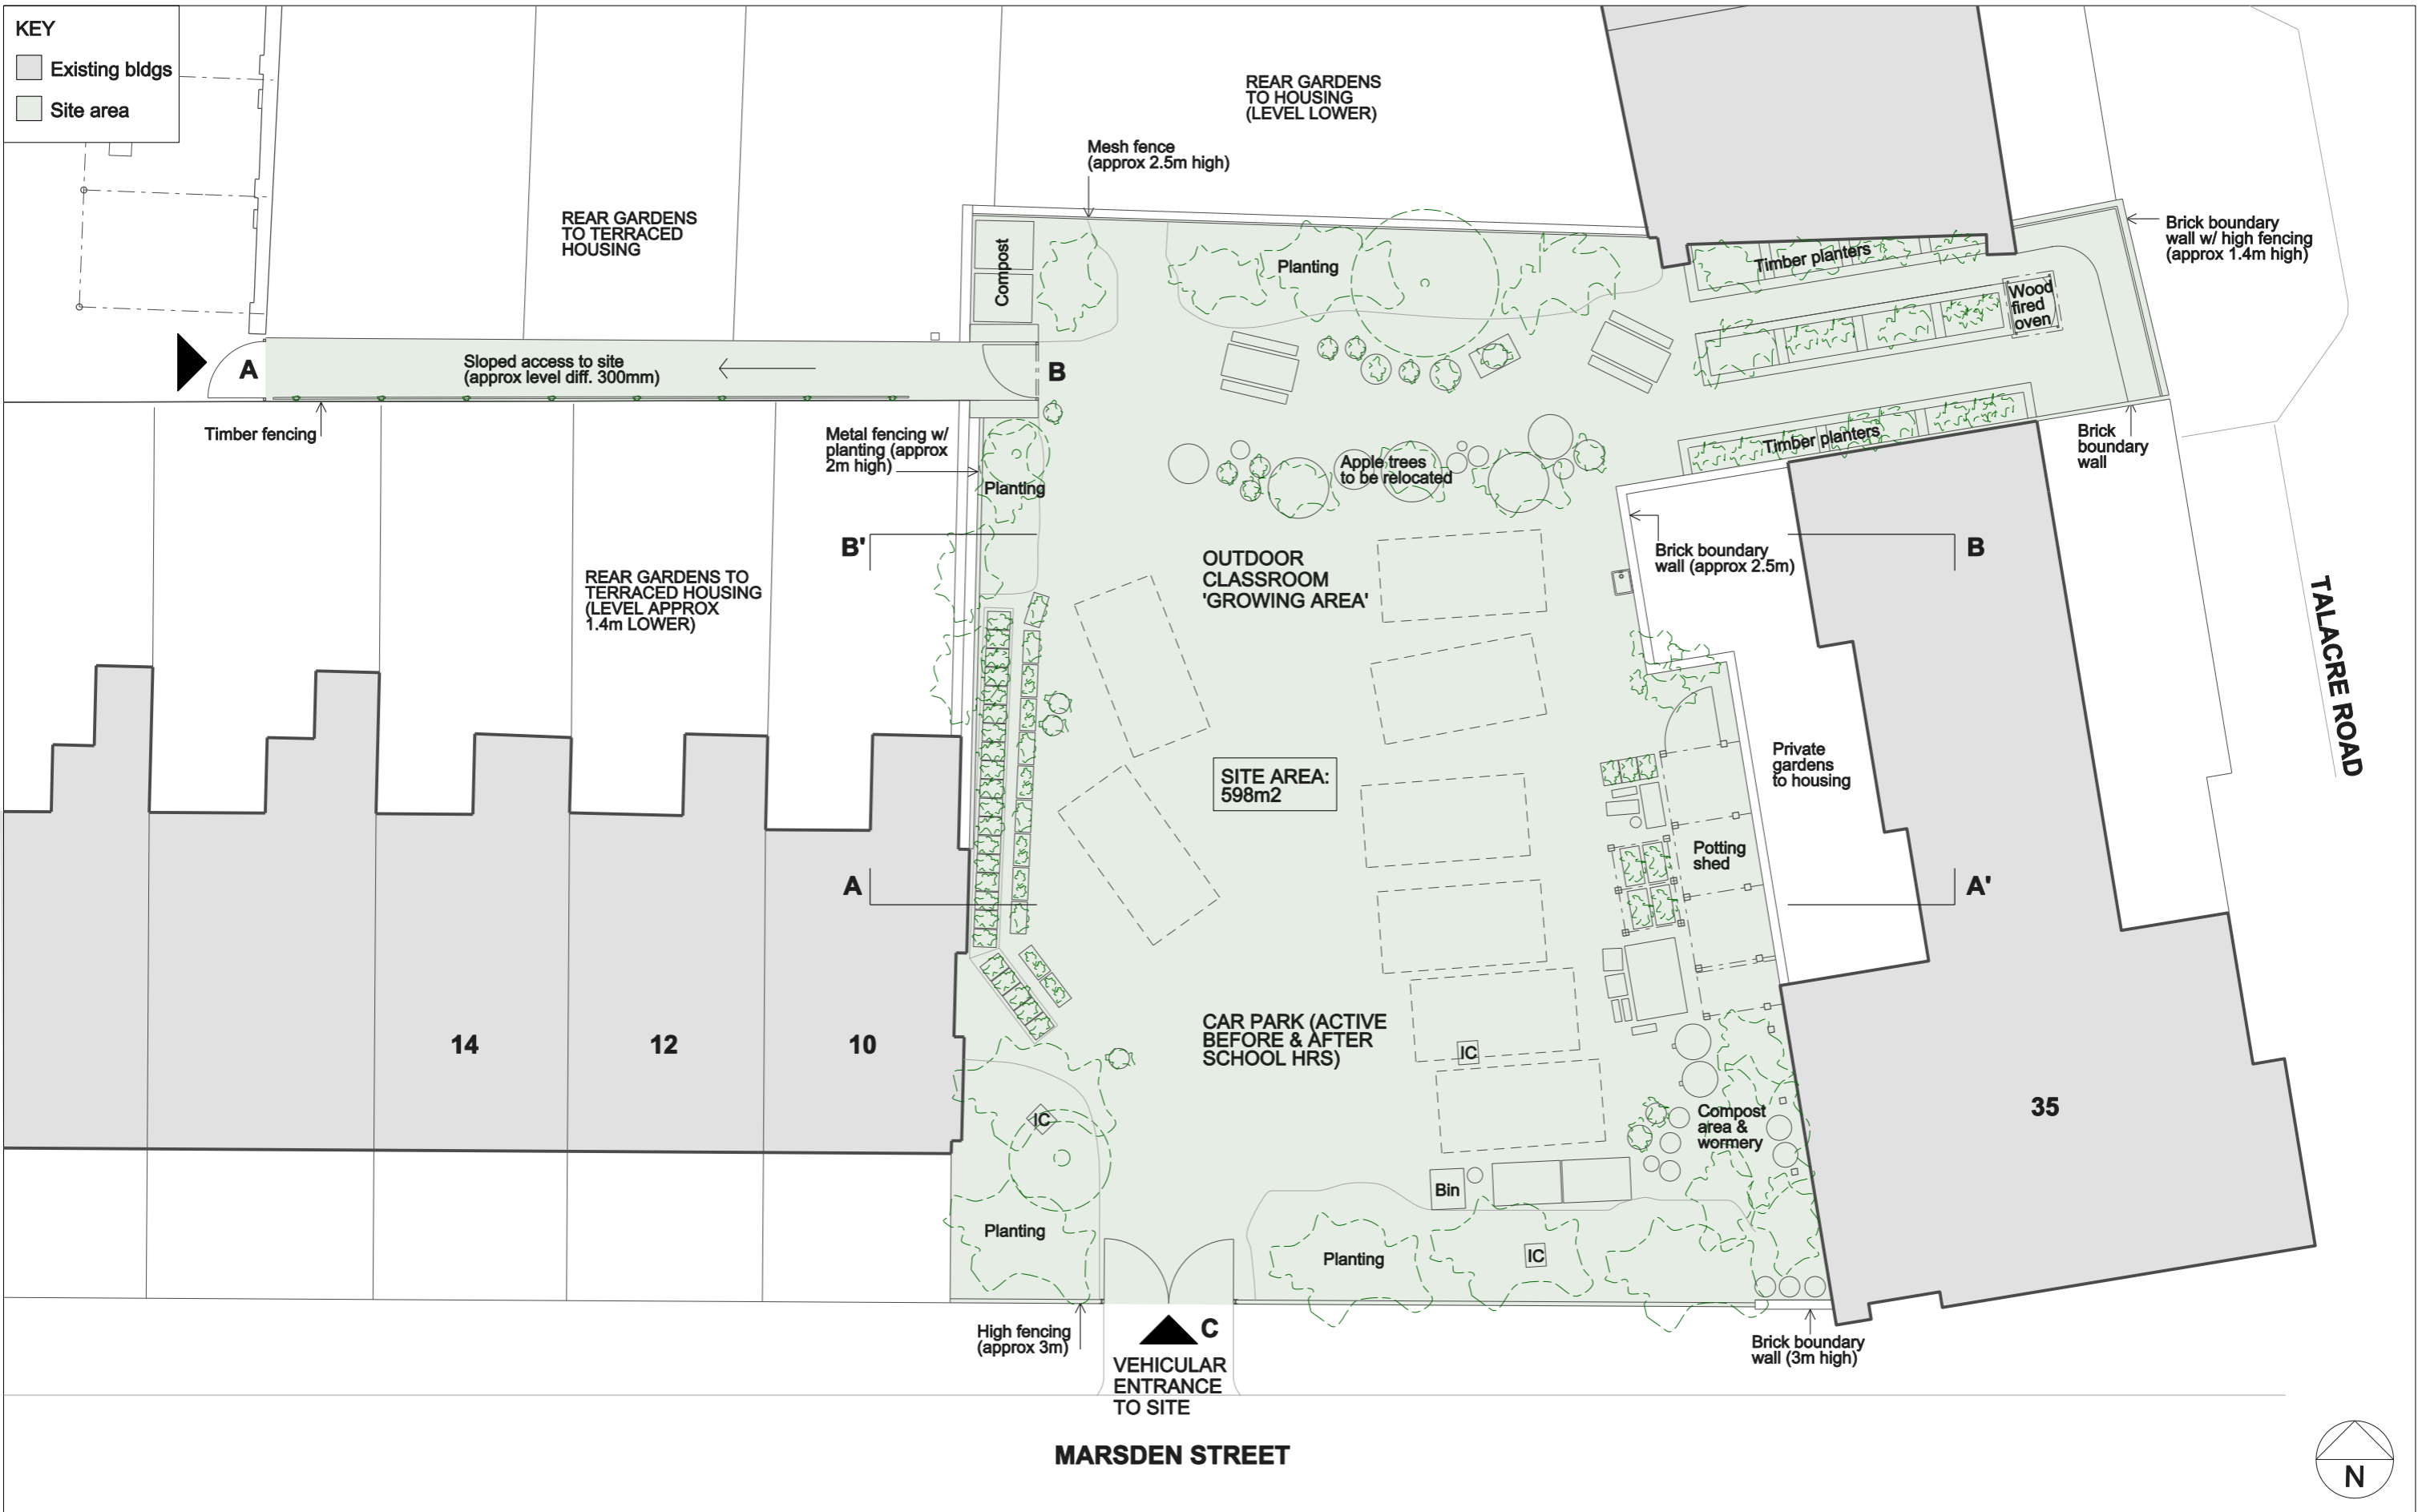 KEY
Existing bldgs
Site area
REAR GARDENS
TO HOUSING
(LEVEL LOWER)
Mesh fence
(approx 2.5m high)
REAR GARDENS
TO TERRACED
HOUSING
Compost
Planting
Timber planters
Wood
fired
oven
Brick boundary
wall w/ high fencing
(approx 1.4m high)
A
Sloped access to site
(approx level diff. 300mm)
B
Timber fencing
Metal fencing w/
planting (approx
2m high)
Planting
Apple trees
to be relocated
Timber planters
Brick
boundary
wall
B'
OUTDOOR
CLASSROOM
'GROWING AREA'
Brick boundary
wall (approx 2.5m)
B
REAR GARDENS TO
TERRACED HOUSING
(LEVEL APPROX
1.4m LOWER)
TALACRE ROAD
SITE AREA:
598m2
Private
gardens
to housing
Potting
shed
A
A'
14
12
10
CAR PARK (ACTIVE
BEFORE & AFTER
SCHOOL HRS)
IC
IC
Compost
area &
wormery
35
Bin
Planting
Planting
IC
High fencing
(approx 3m)
C
VEHICULAR
ENTRANCE
TO SITE
Brick boundary
wall (3m high)
MARSDEN STREET
N